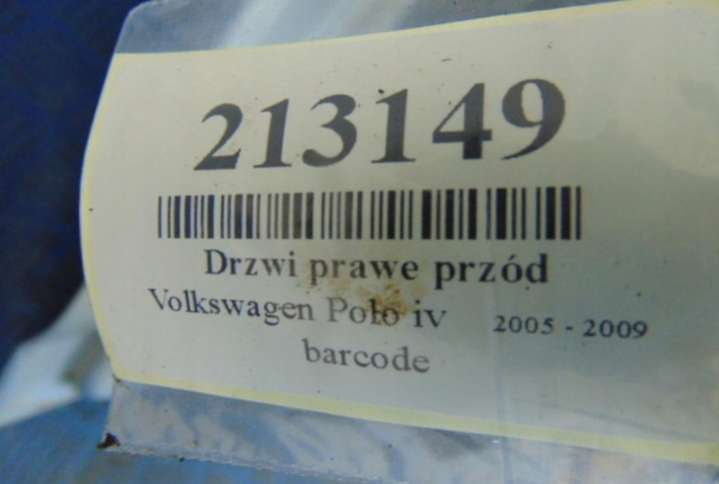 213149
Drzwi prawe przód
Volkswagen Polo iv 2005 - 2009
barcode